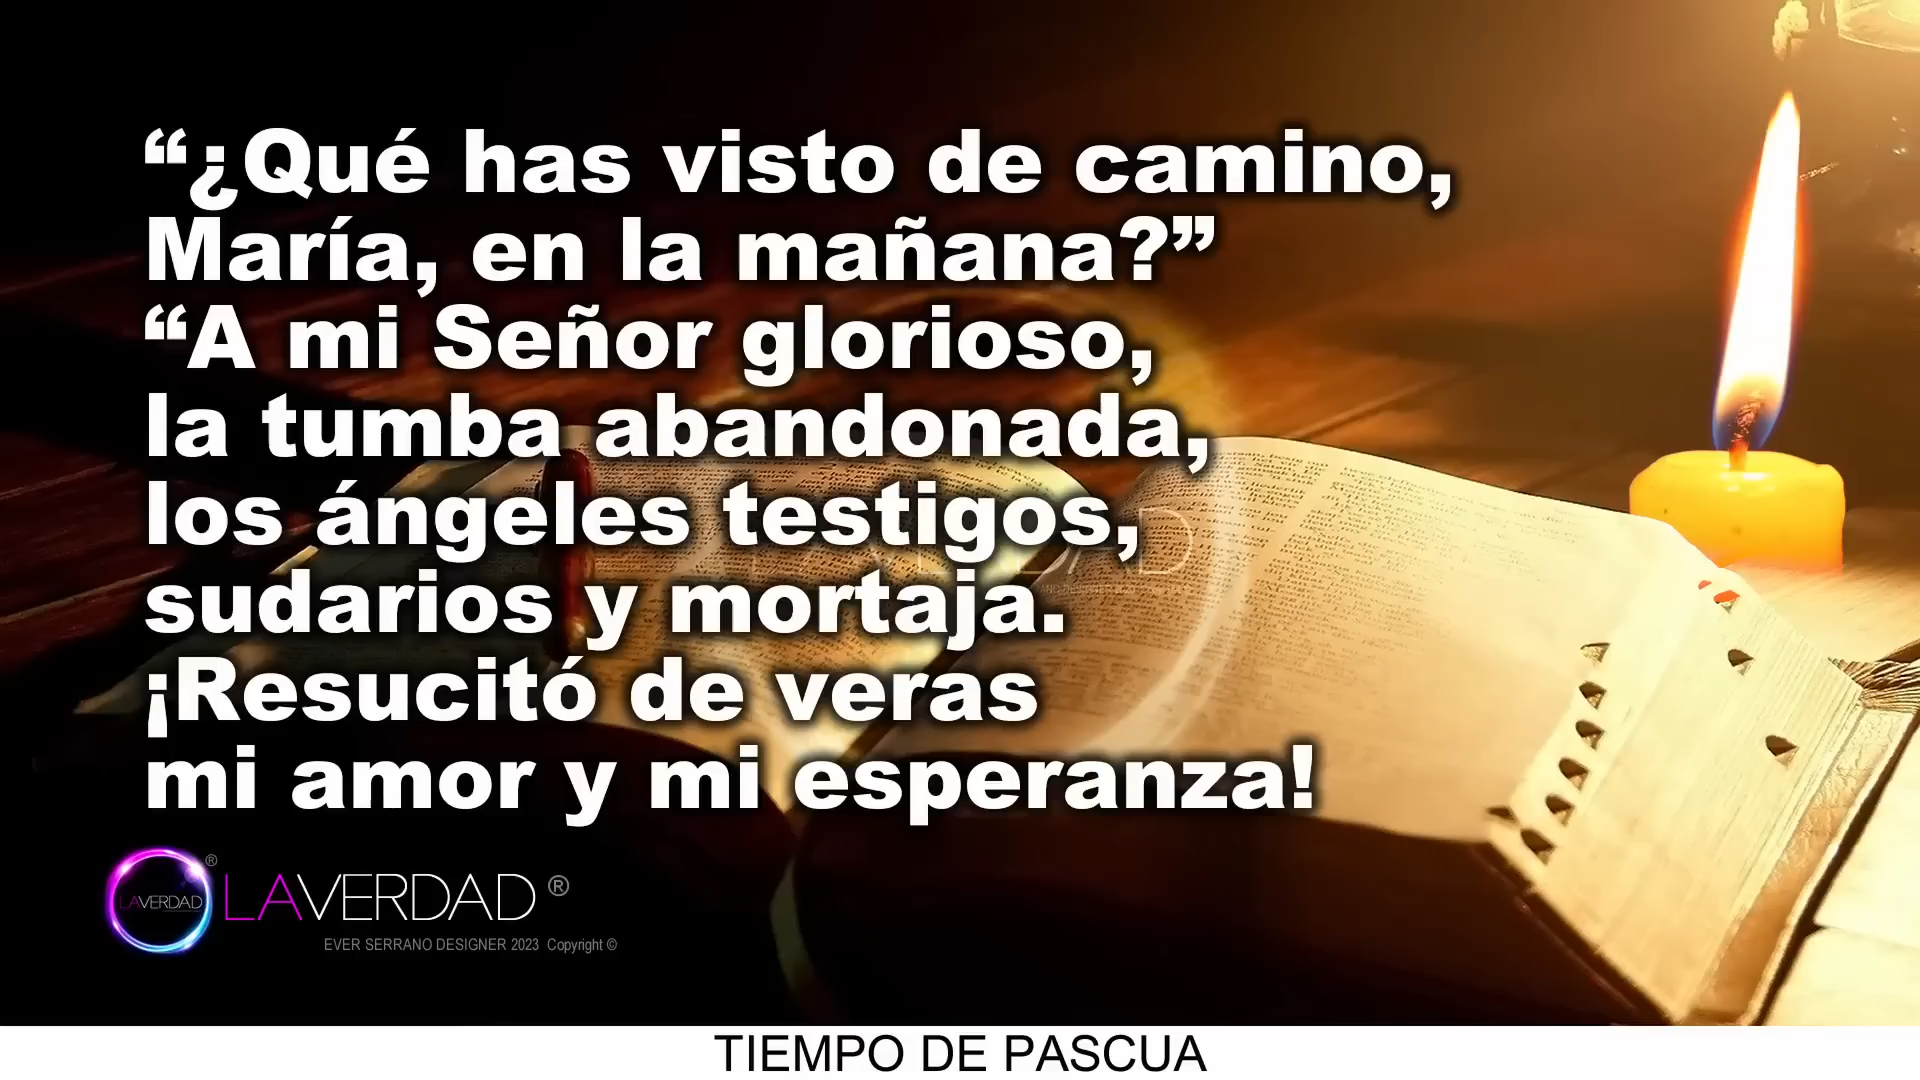 “¿Qué has visto de camino,
María, en la mañana?”
“A mi Señor glorioso,
la tumba abandonada,
los ángeles testigos,
sudarios y mortaja.
¡Resucitó de veras
mi amor y mi esperanza!
LAVERDAD ®
LAVERDAD ®
EVER SERRANO DESIGNER 2023 Copyright ©
TIEMPO DE PASCUA